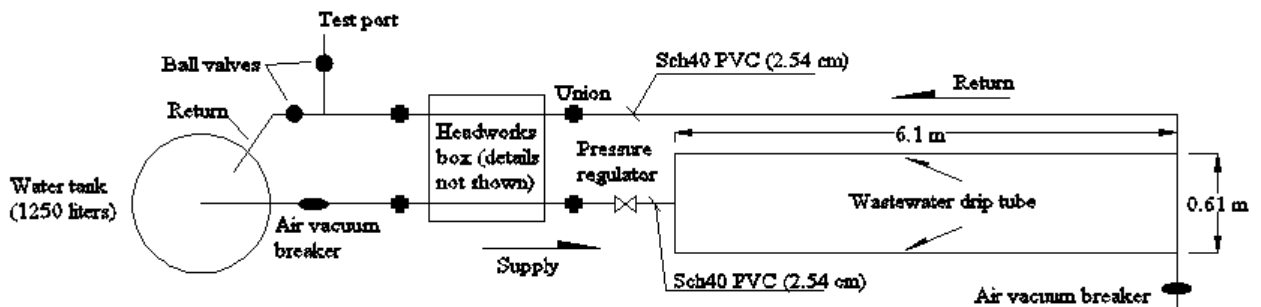 Test port
Ball valves
Sch40 PVC (2.54 cm)
Return
Union
Return
6.1 m
Headworks
box (details
not shown)
Pressure
regulator
Water tank
(1250 liters)
Wastewater drip tube
0.61 m
Air vacuum
breaker
Supply
Sch40 PVC (2.54 cm)
Air vacuum breaker